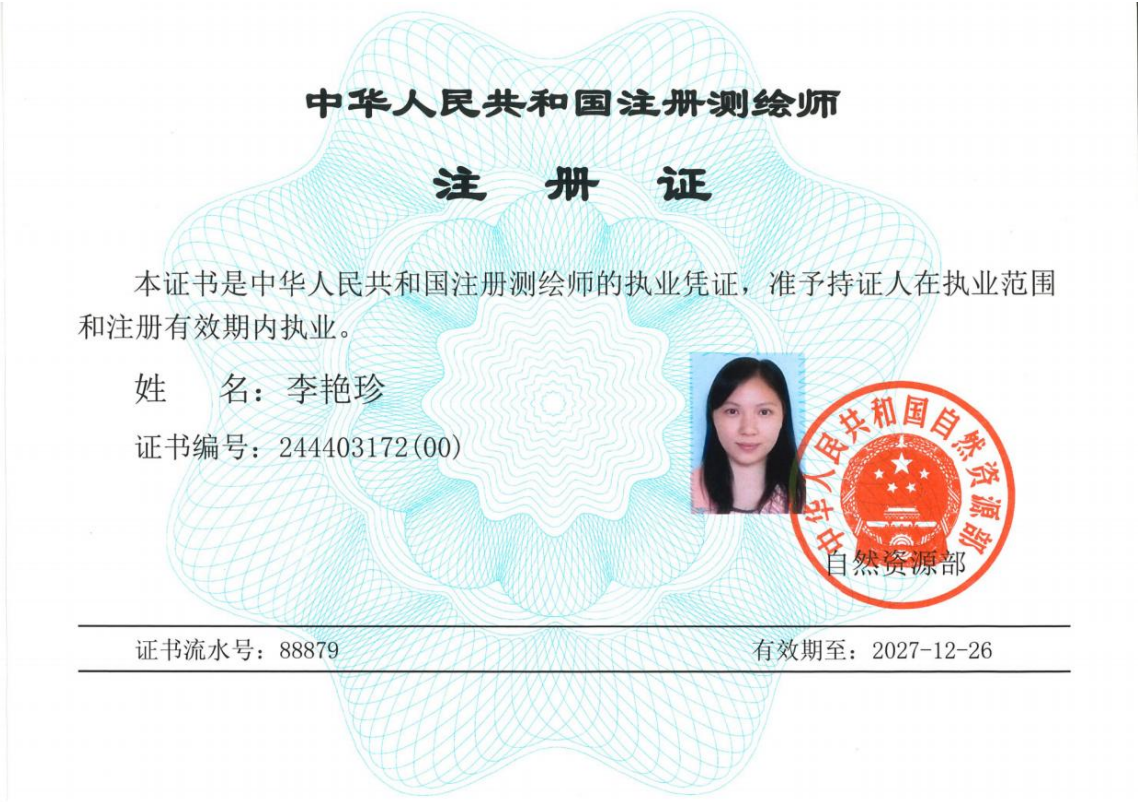 中华人民共和国注册测绘师
注 册 证
本证书是中华人民共和国注册测绘师的执业凭证，准予持证人在执业范围
和注册有效期内执业。
姓 名：李艳珍
证书编号：244403172(00)
中华人民共和国自然资源部
自然资源部
证书流水号：88879
有效期至：2027-12-26